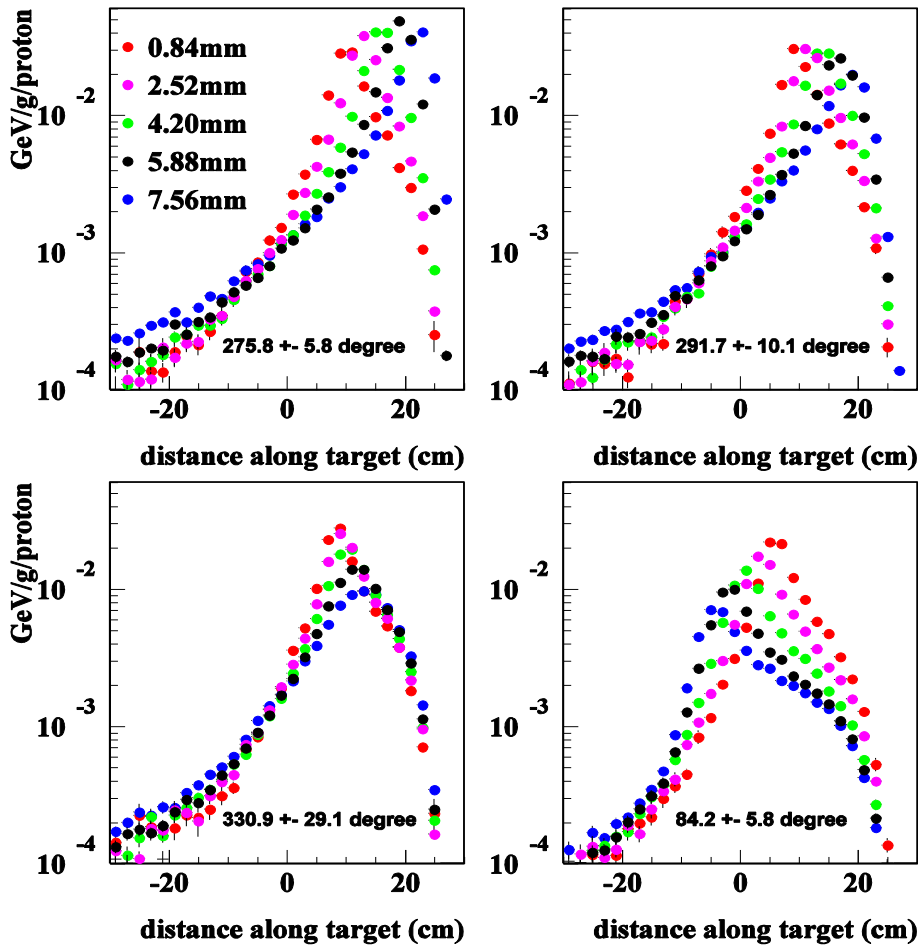 GeV/g/proton
0.84mm
2.52mm
4.20mm
5.88mm
7.56mm
10 -2
10 -3
10 -4
275.8 +- 5.8 degree
-20 0 20
distance along target (cm)
10 -2
10 -3
10 -4
291.7 +- 10.1 degree
-20 0 20
distance along target (cm)
GeV/g/proton
10 -2
10 -3
10 -4
330.9 +- 29.1 degree
-20 0 20
distance along target (cm)
10 -2
10 -3
10 -4
84.2 +- 5.8 degree
-20 0 20
distance along target (cm)